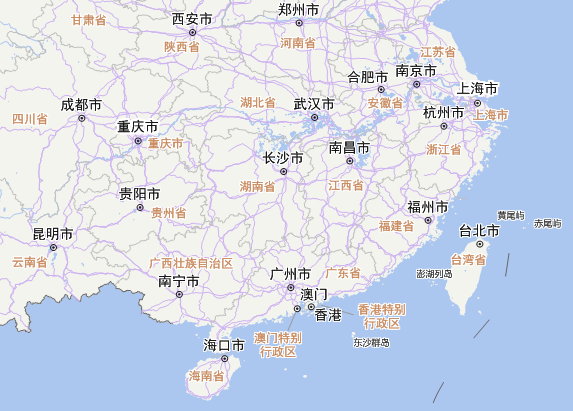 郑州市
甘肃省
西安市
陕西省
河南省
江苏省
南京市
合肥市
上海市
成都市
湖北省
武汉市
安徽省
杭州市
上海市
四川省
重庆市
重庆市
南昌市
浙江省
长沙市
湖南省
江西省
贵阳市
贵州省
福州市
黄尾屿
赤尾屿
福建省
昆明市
台北市
云南省
广西壮族自治区
台湾省
广州市
广东省
澎湖列岛
南宁市
澳门
香港
香港特别
行政区
澳门特别
行政区
海口市
东沙群岛
海南省